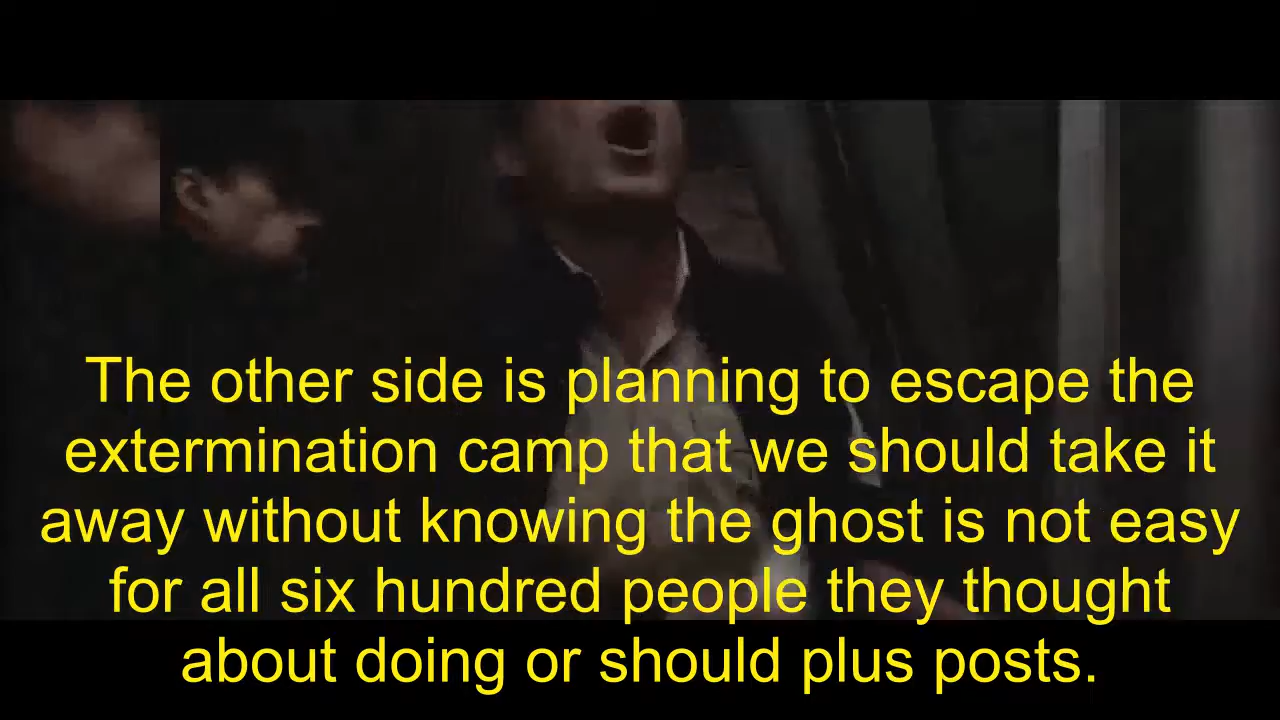 The other side is planning to escape the
extermination camp that we should take it
away without knowing the ghost is not easy
for all six hundred people they thought
about doing or should plus posts.